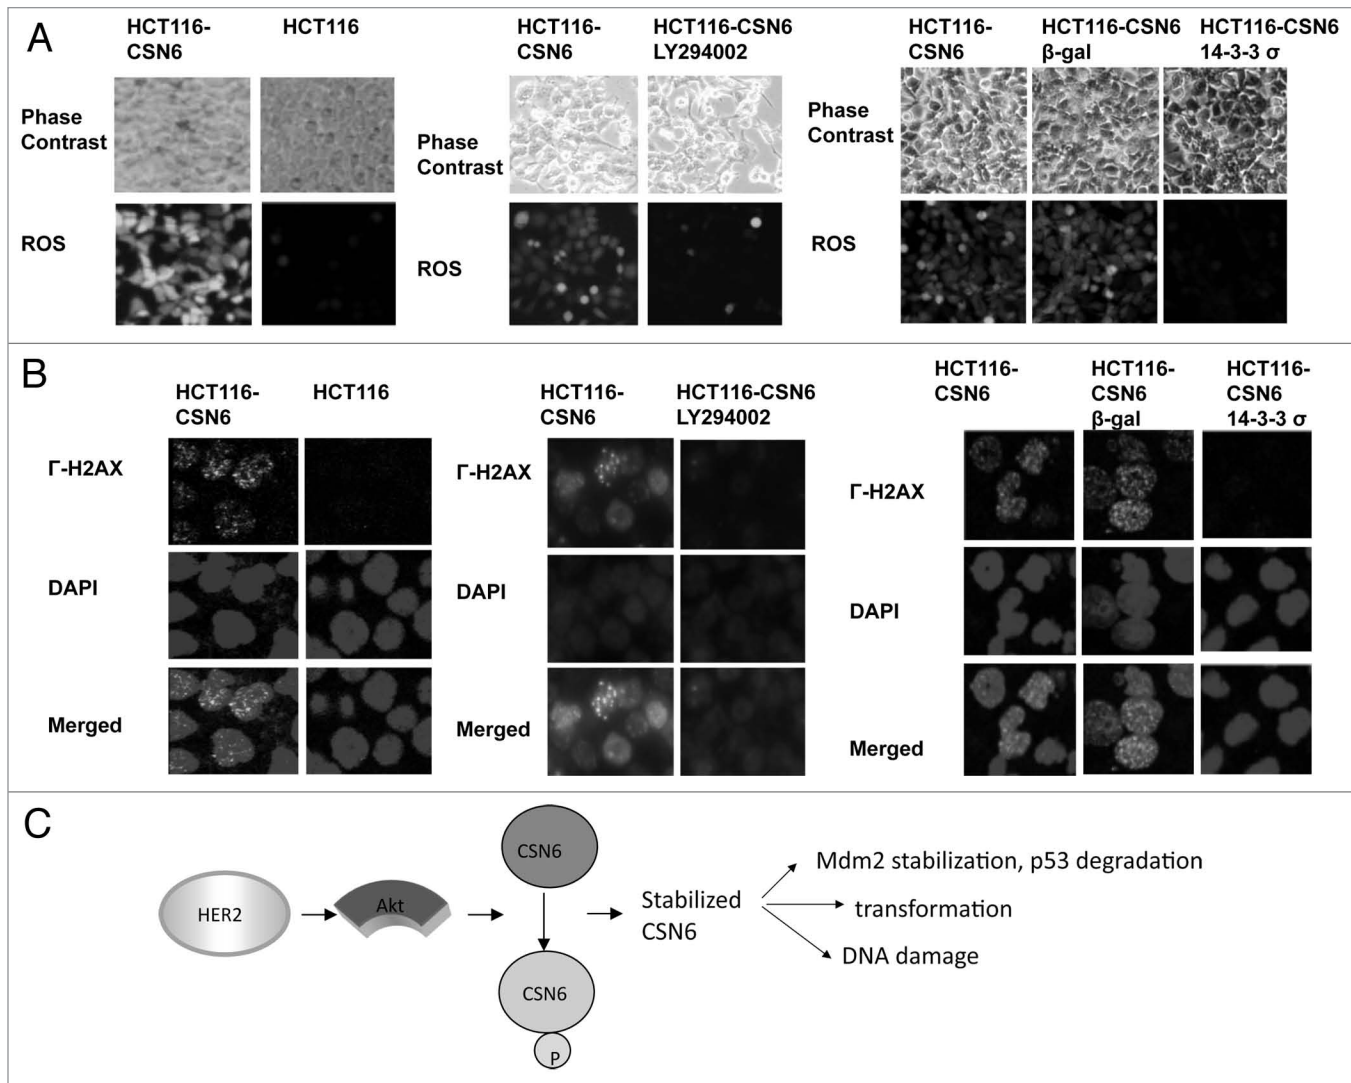 A
HCT116-
CSN6
HCT116
HCT116-
CSN6
HCT116-CSN6
LY294002
HCT116-
CSN6
HCT116-CSN6
β-gal
HCT116-CSN6
14-3-3 σ
Phase
Contrast
Phase
Contrast
Phase
Contrast
ROS
ROS
ROS
B
HCT116-
CSN6
HCT116
HCT116-
CSN6
HCT116-CSN6
LY294002
HCT116-
CSN6
HCT116-
CSN6
β-gal
HCT116-
CSN6
14-3-3 σ
Γ-H2AX
Γ-H2AX
Γ-H2AX
DAPI
DAPI
DAPI
Merged
Merged
Merged
C
HER2
Akt
CSN6
CSN6
P
Stabilized
CSN6
Mdm2 stabilization, p53 degradation
transformation
DNA damage